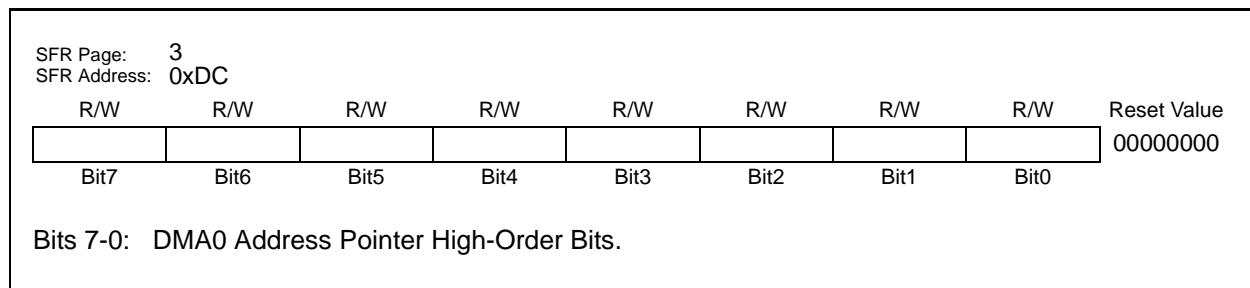 SFR Page: 3
SFR Address: 0xDC
R/W R/W R/W R/W R/W R/W R/W R/W Reset Value
00000000
Bit7 Bit6 Bit5 Bit4 Bit3 Bit2 Bit1 Bit0
Bits 7-0: DMA0 Address Pointer High-Order Bits.